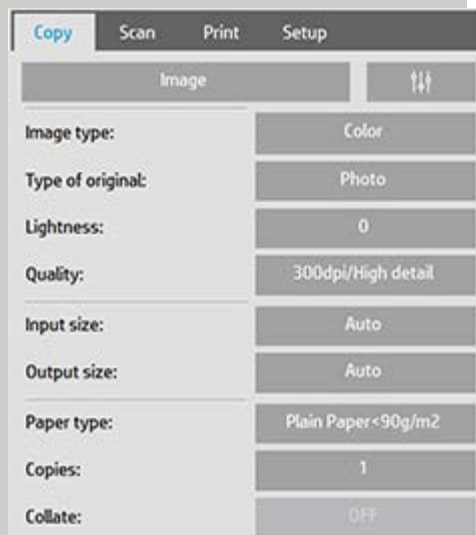 Copy Scan Print Setup
Image
Image type: Color
Type of original: Photo
Lightness: 0
Quality: 300dpi/High detail
Input size: Auto
Output size: Auto
Paper type: Plain Paper<90g/m2
Copies: 1
Collate: OFF